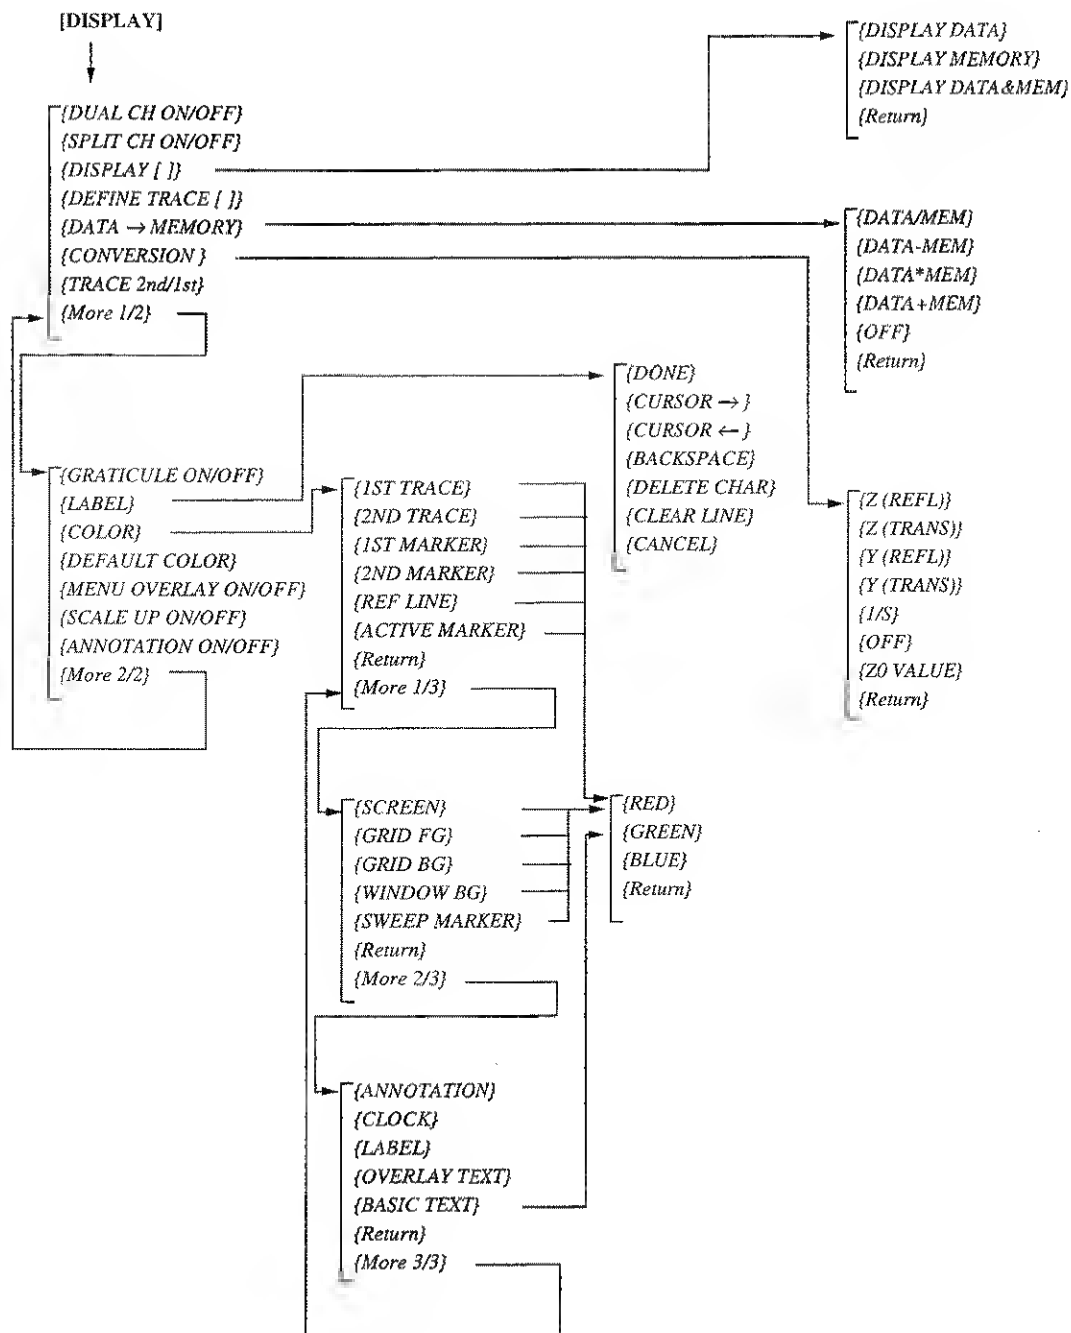 [DISPLAY]
{DUAL CH ON/OFF}
{SPLIT CH ON/OFF}
{DISPLAY [ ]}
{DEFINE TRACE [ ]}
{DATA → MEMORY}
{CONVERSION }
{TRACE 2nd/1st}
{More 1/2}
{DISPLAY DATA}
{DISPLAY MEMORY}
{DISPLAY DATA&MEM}
{Return}
{DATA/MEM}
{DATA-MEM}
{DATA*MEM}
{DATA+MEM}
{OFF}
{Return}
{GRATICULE ON/OFF}
{LABEL}
{COLOR}
{DEFAULT COLOR}
{MENU OVERLAY ON/OFF}
{SCALE UP ON/OFF}
{ANNOTATION ON/OFF}
{More 2/2}
{DONE}
{CURSOR → }
{CURSOR ← }
{BACKSPACE}
{DELETE CHAR}
{CLEAR LINE}
{CANCEL}
{1ST TRACE}
{2ND TRACE}
{1ST MARKER}
{2ND MARKER}
{REF LINE}
{ACTIVE MARKER}
{Return}
{More 1/3}
{Z (REFL)}
{Z (TRANS)}
{Y (REFL)}
{Y (TRANS)}
{1/S}
{OFF}
{Z0 VALUE}
{Return}
{SCREEN}
{GRID FG}
{GRID BG}
{WINDOW BG}
{SWEEP MARKER}
{Return}
{More 2/3}
{RED}
{GREEN}
{BLUE}
{Return}
{ANNOTATION}
{CLOCK}
{LABEL}
{OVERLAY TEXT}
{BASIC TEXT}
{Return}
{More 3/3}